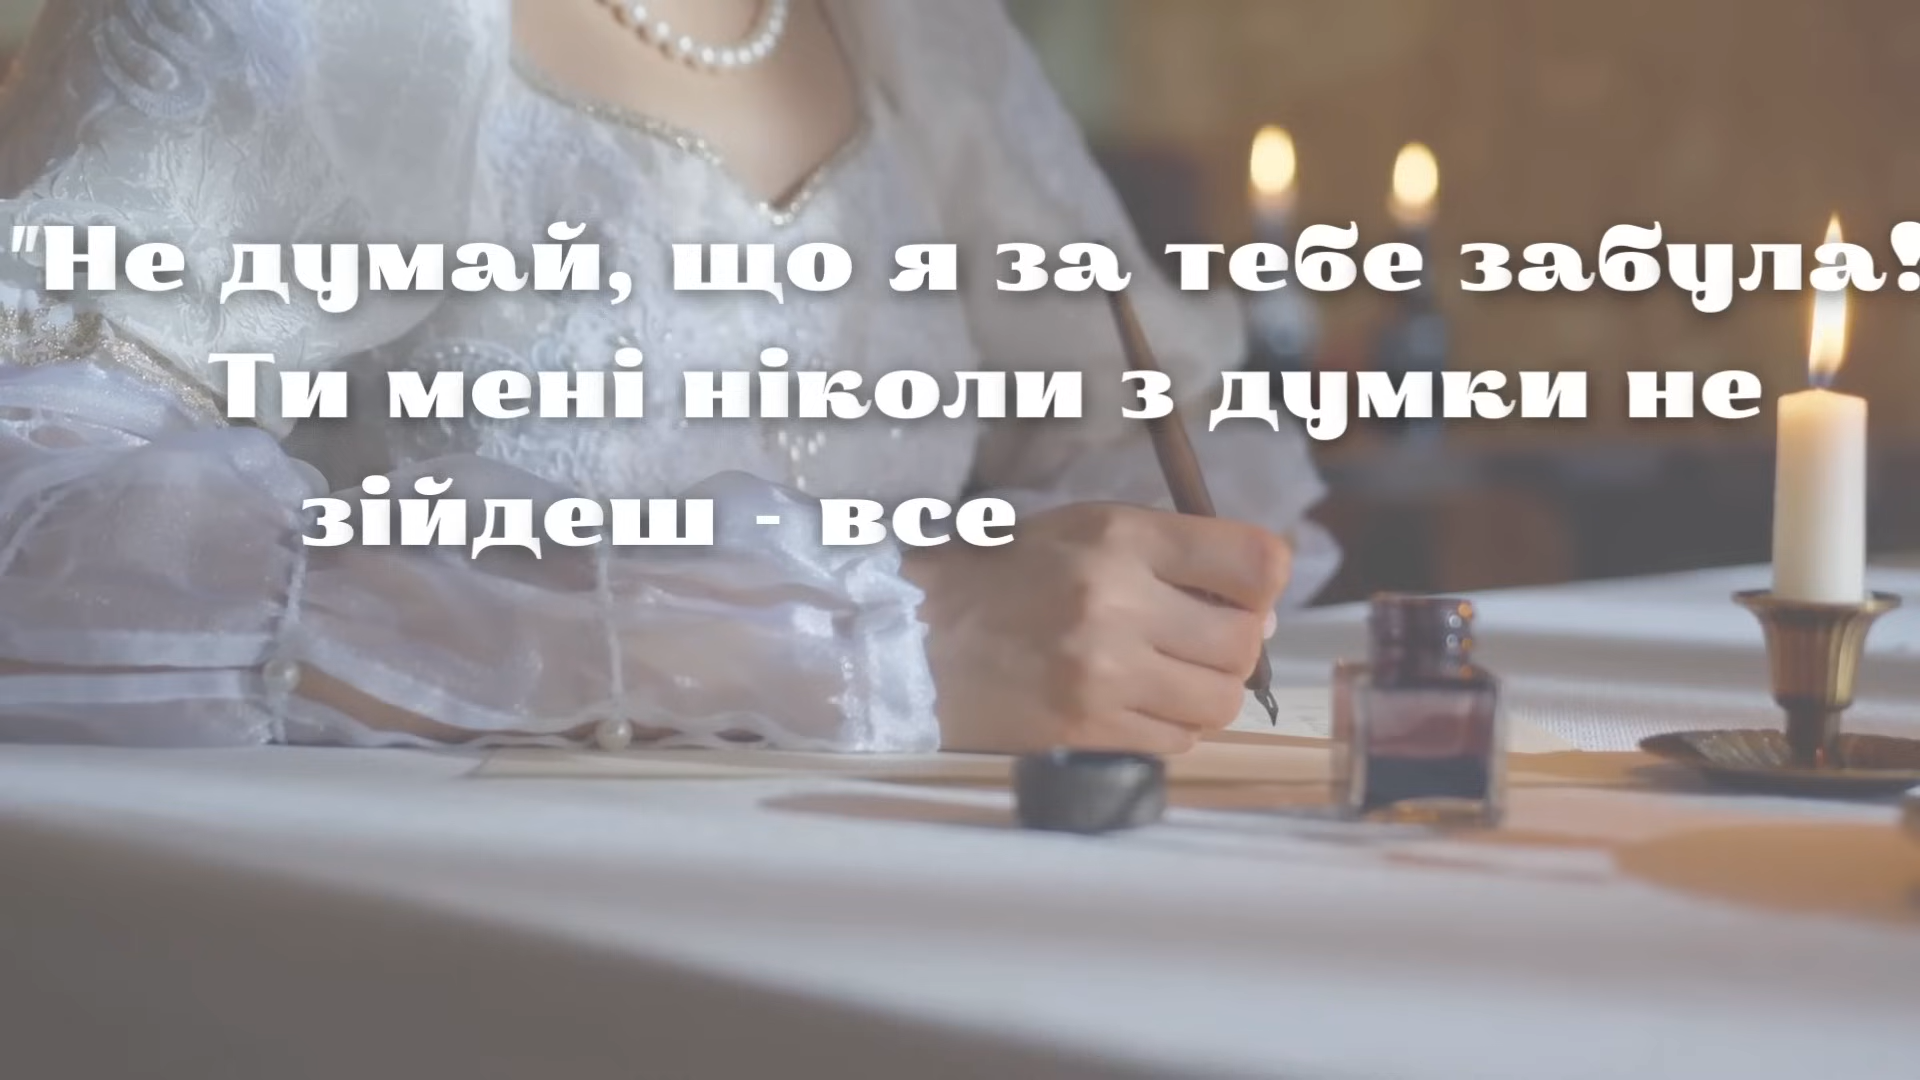 "Не думай, що я за тебе забула!
Ти мені ніколи з думки не
зійдеш - все